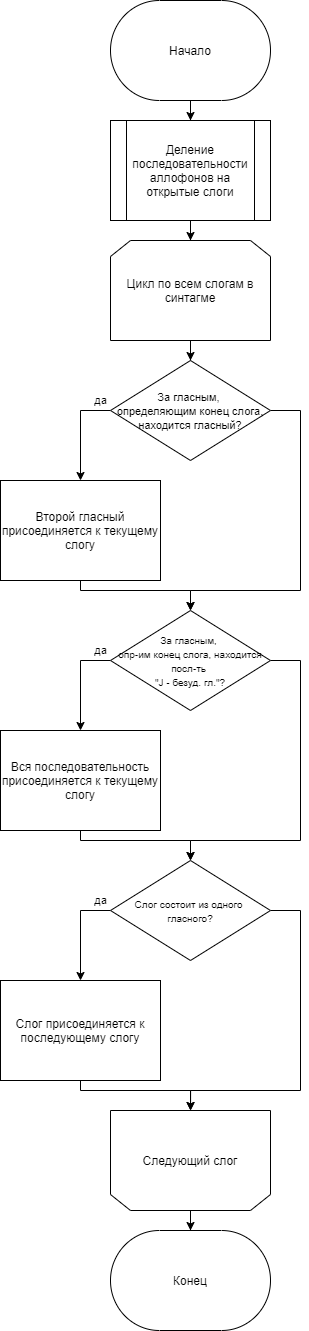 Начало
Деление
последовательности
аллофонов на
открытые слоги
Цикл по всем слогам в
синтагме
За гласным,
определяющим конец слога,
находится гласный?
да
Второй гласный
присоединяется к текущему
слогу
За гласным,
опр-им конец слога, находится
посл-ть
"J - безуд. гл."?
да
Вся последовательность
присоединяется к текущему
слогу
Слог состоит из одного
гласного?
да
Слог присоединяется к
последующему слогу
Следующий слог
Конец